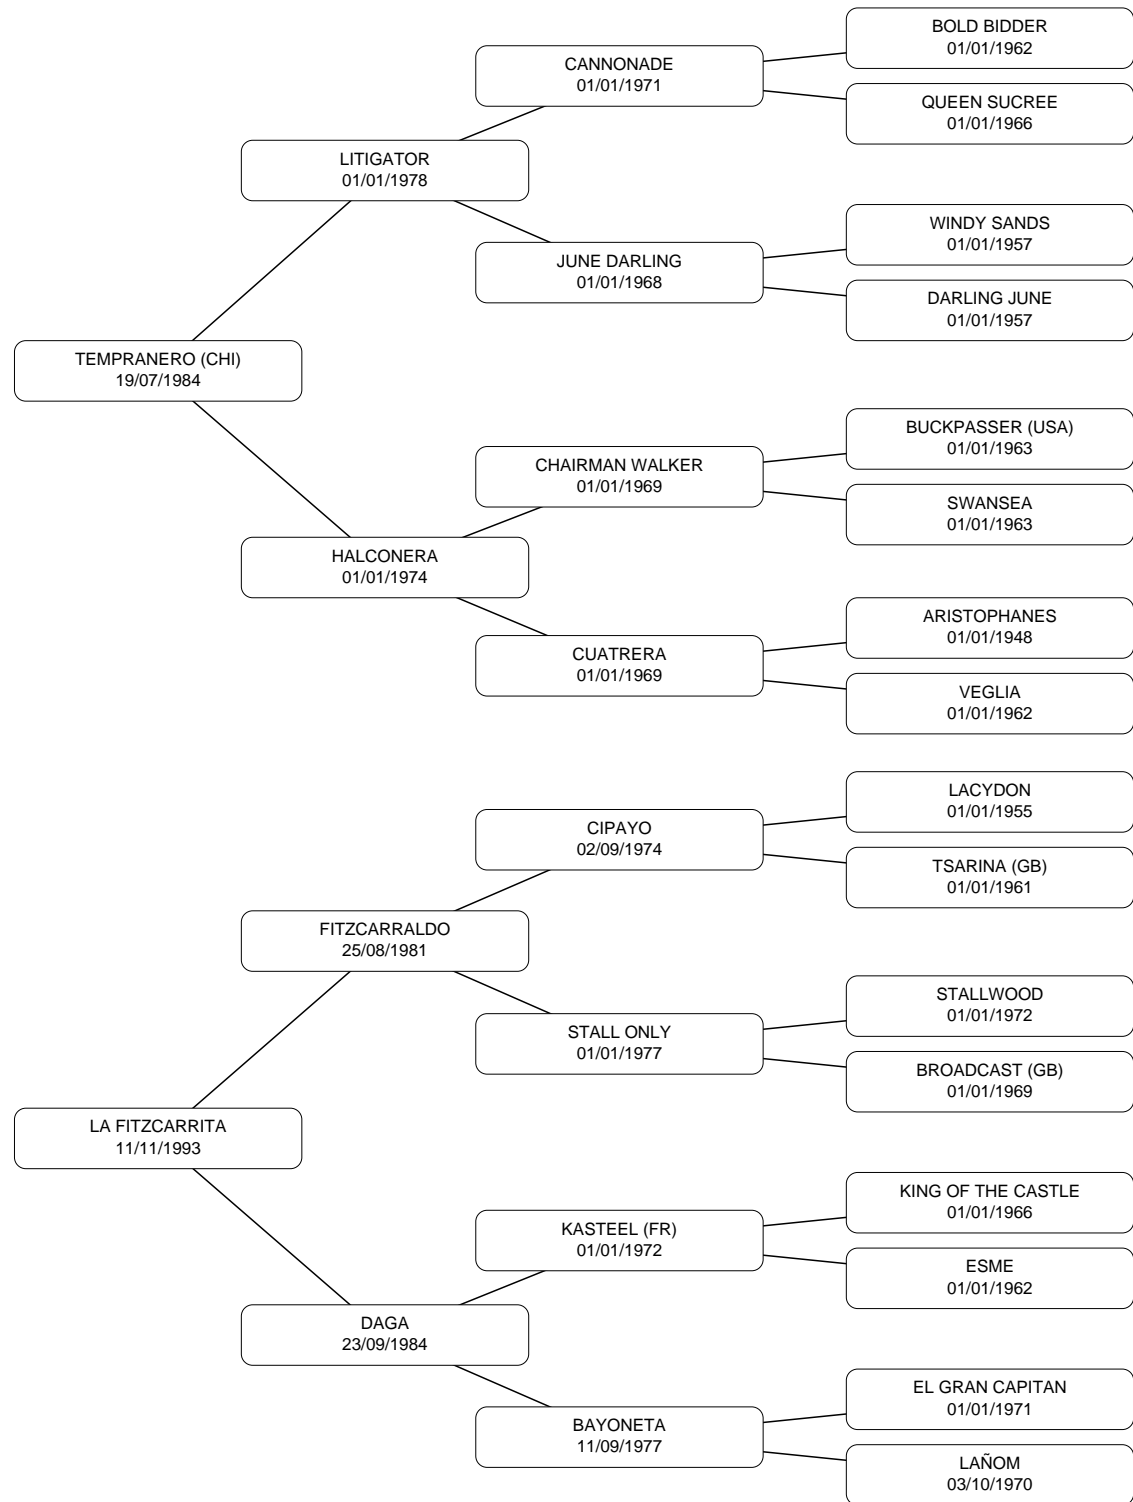 BOLD BIDDER
01/01/1962
CANNONADE
01/01/1971
QUEEN SUCREE
01/01/1966
LITIGATOR
01/01/1978
WINDY SANDS
01/01/1957
JUNE DARLING
01/01/1968
DARLING JUNE
01/01/1957
TEMPRANERO (CHI)
19/07/1984
BUCKPASSER (USA)
01/01/1963
CHAIRMAN WALKER
01/01/1969
SWANSEA
01/01/1963
HALCONERA
01/01/1974
ARISTOPHANES
01/01/1948
CUATRERA
01/01/1969
VEGLIA
01/01/1962
LACYDON
01/01/1955
CIPAYO
02/09/1974
TSARINA (GB)
01/01/1961
FITZCARRALDO
25/08/1981
STALLWOOD
01/01/1972
STALL ONLY
01/01/1977
BROADCAST (GB)
01/01/1969
LA FITZCARRITA
11/11/1993
KING OF THE CASTLE
01/01/1966
KASTEEL (FR)
01/01/1972
ESME
01/01/1962
DAGA
23/09/1984
EL GRAN CAPITAN
01/01/1971
BAYONETA
11/09/1977
LAÑOM
03/10/1970